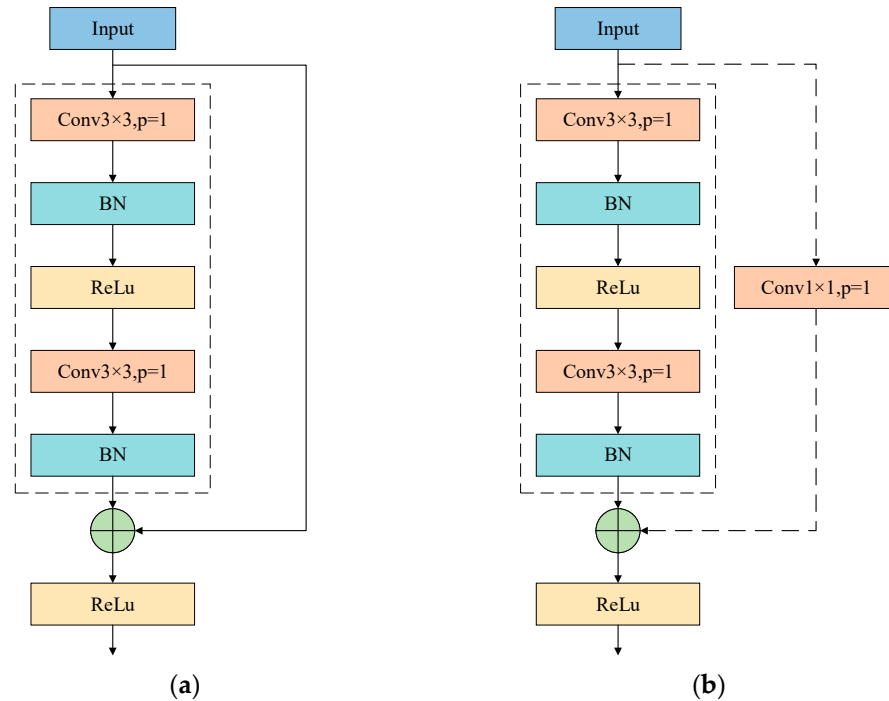 Input
Conv3×3,p=1
BN
ReLu
Conv3×3,p=1
BN
ReLu
(a)
Input
Conv3×3,p=1
BN
ReLu
Conv1×1,p=1
Conv3×3,p=1
BN
ReLu
(b)